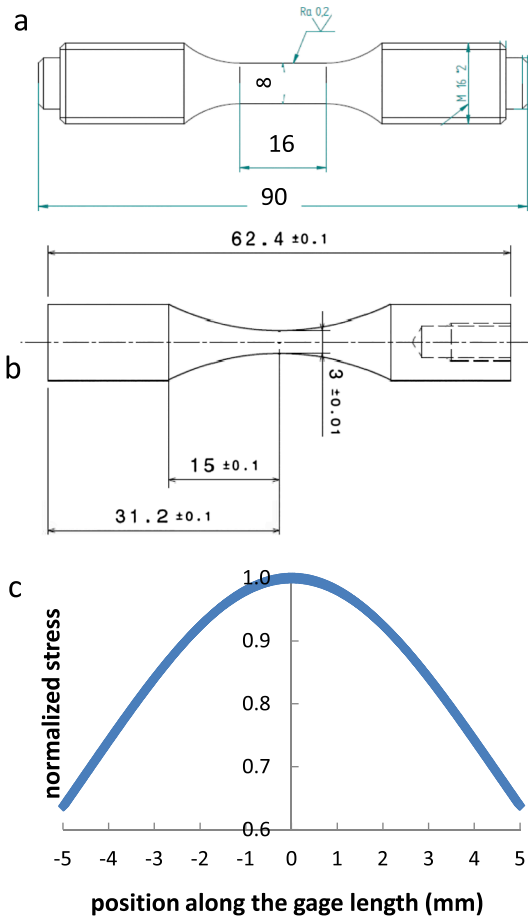 a
Ra 0,2
8
M 16 *2
16
90
62.4 ±0.1
b
3 ±0.01
15 ±0.1
31.2 ±0.1
c
normalized stress
1.0
0.9
0.8
0.7
0.6
-5 -4 -3 -2 -1 0 1 2 3 4 5
position along the gage length (mm)